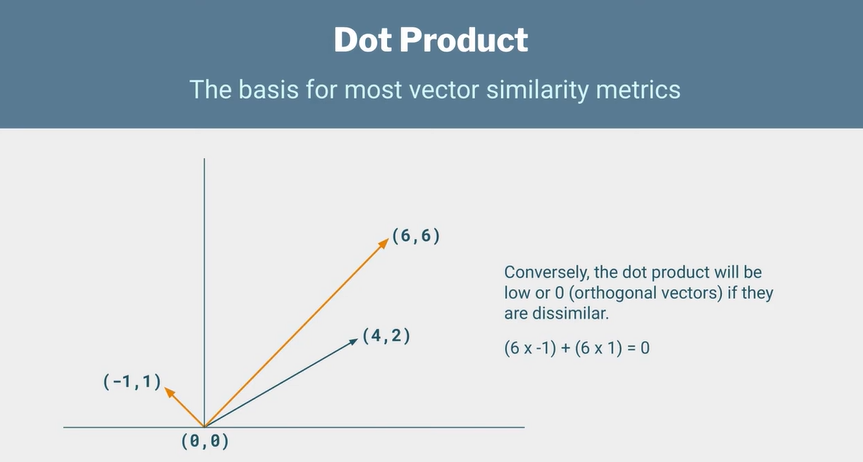 Dot Product
The basis for most vector similarity metrics
(6,6)
(4,2)
(-1,1)
(0,0)
Conversely, the dot product will be
low or 0 (orthogonal vectors) if they
are dissimilar.
(6 x -1) + (6 x 1) = 0